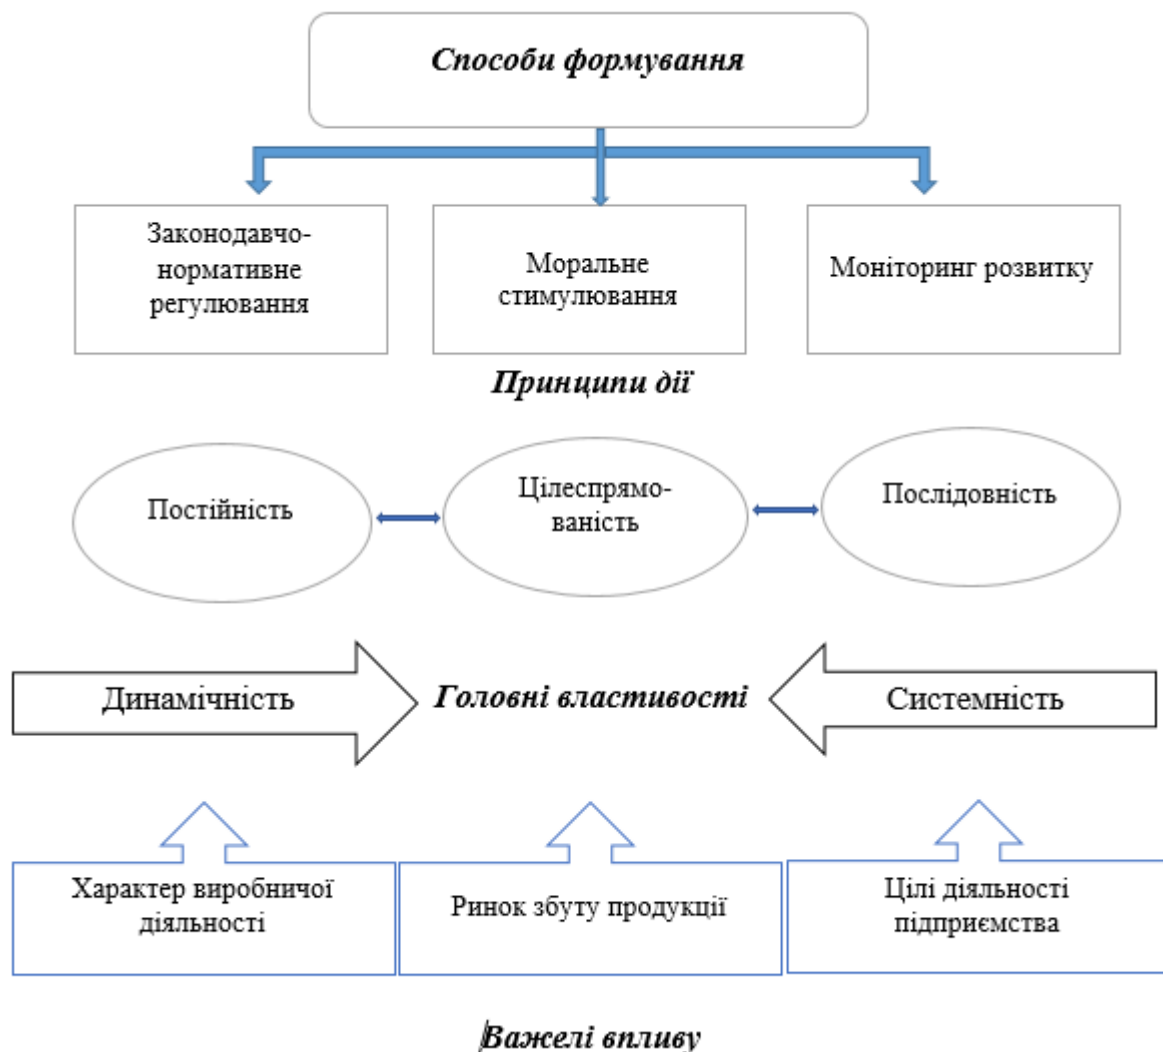 Способи формування
Законодавчо-
нормативне
регулювання
Моральне
стимулювання
Моніторинг розвитку
Принципи дії
Постійність
Цілеспрямо-
ваність
Послідовність
Динамічність
Головні властивості
Системність
Характер виробничої
діяльності
Ринок збуту продукції
Цілі діяльності
підприємства
Важелі впливу